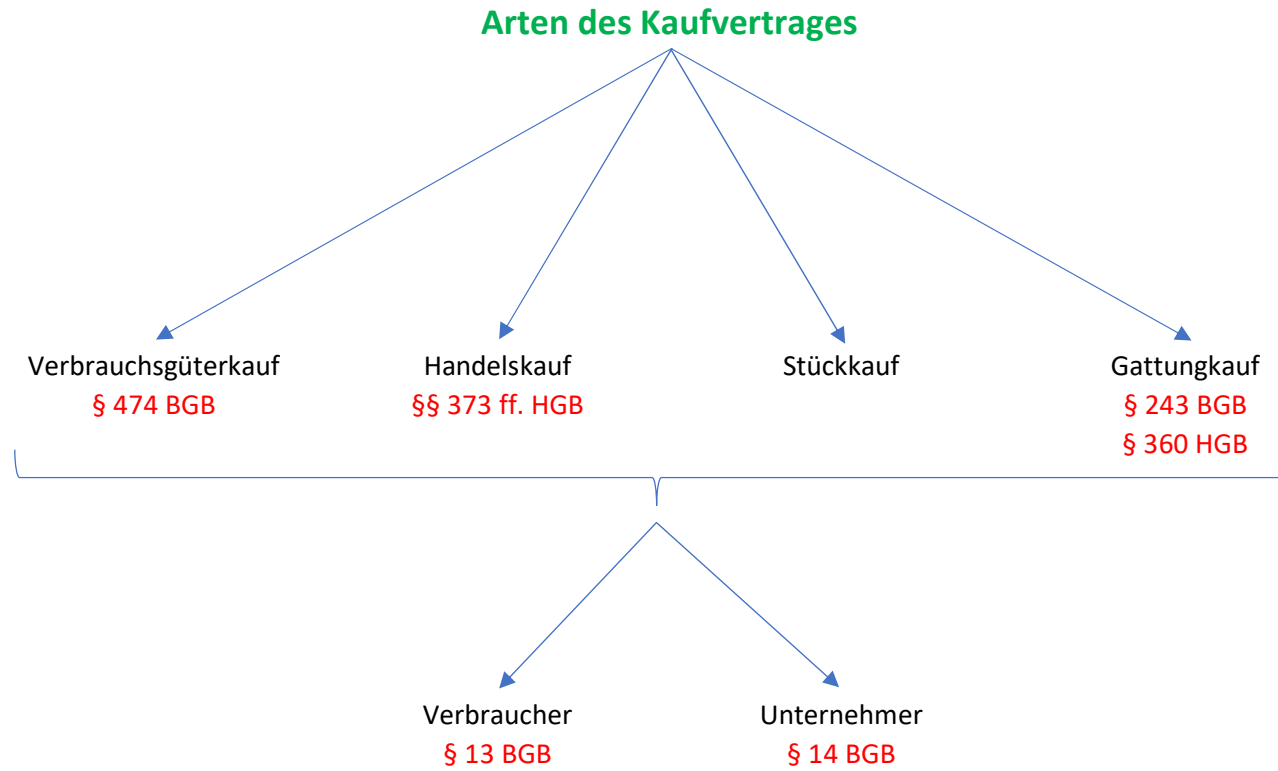 Arten des Kaufvertrages
Verbrauchsgüterkauf
§ 474 BGB
Handelskauf
§§ 373 ff. HGB
Stückkauf
Gattungkauf
§ 243 BGB
§ 360 HGB
Verbraucher
§ 13 BGB
Unternehmer
§ 14 BGB